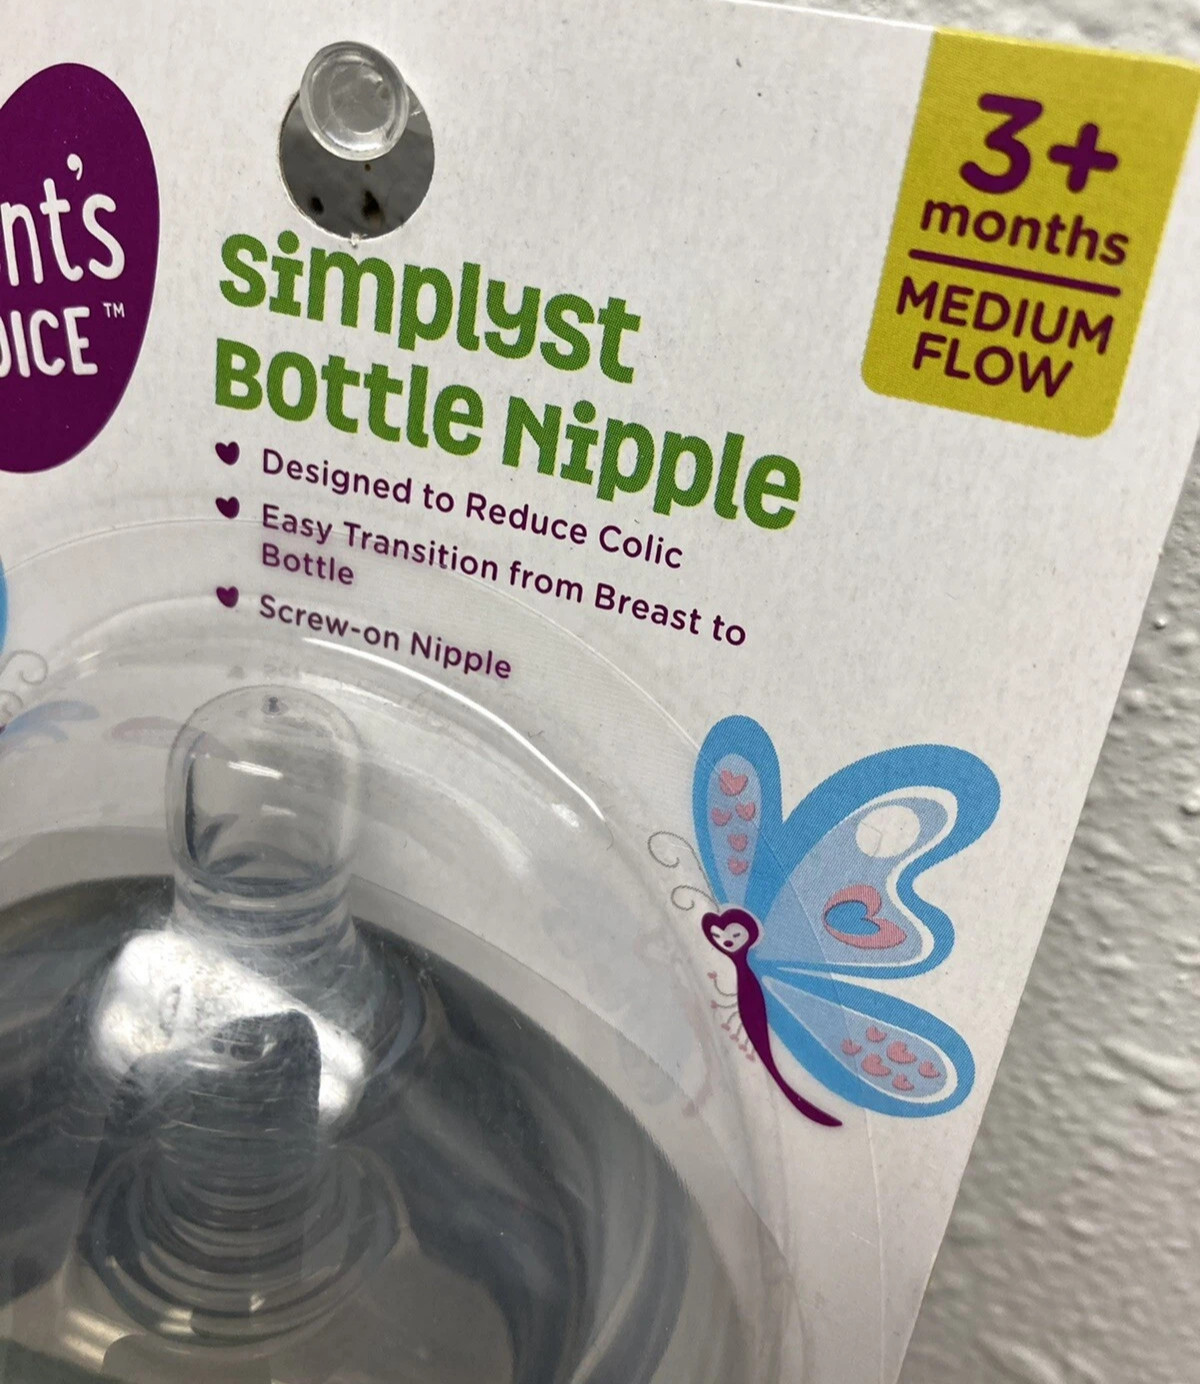 nt's
OICE™
3+
months
MEDIUM
FLOW
Simplyst
Bottle Nipple
Designed to Reduce Colic
Easy Transition from Breast to
Bottle
Screw-on Nipple